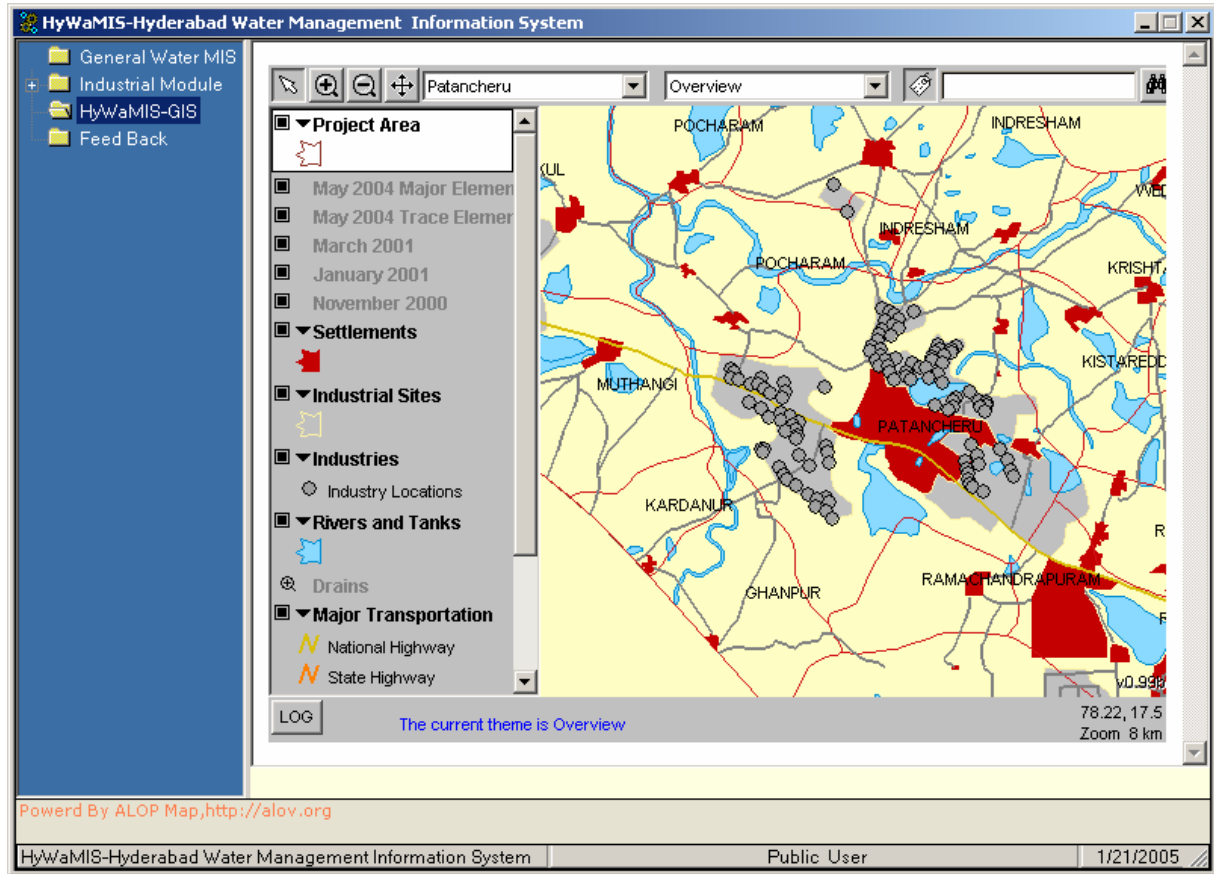 HyWaMIS-Hyderabad Water Management Information System
General Water MIS
Industrial Module
HyWaMIS-GIS
Feed Back
Patancheru
Overview
Project Area
May 2004 Major Elemen
May 2004 Trace Elemer
March 2001
January 2001
November 2000
Settlements
Industrial Sites
Industries
Industry Locations
Rivers and Tanks
Drains
Major Transportation
National Highway
State Highway
POCHARAM
INDRESHAM
KUL
WED
INDRESHAM
POCHARAM
KRISHT
KISTAREDD
MUTHANGI
PATANCHERU
KARDANUR
R
GHANPUR
RAMACHANDRAPURAM
R
v0.99b
LOG
The current theme is Overview
78.22, 17.5
Zoom 8 km
Powerd By ALOP Map,http://alov.org
HyWaMIS-Hyderabad Water Management Information System
Public User
1/21/2005